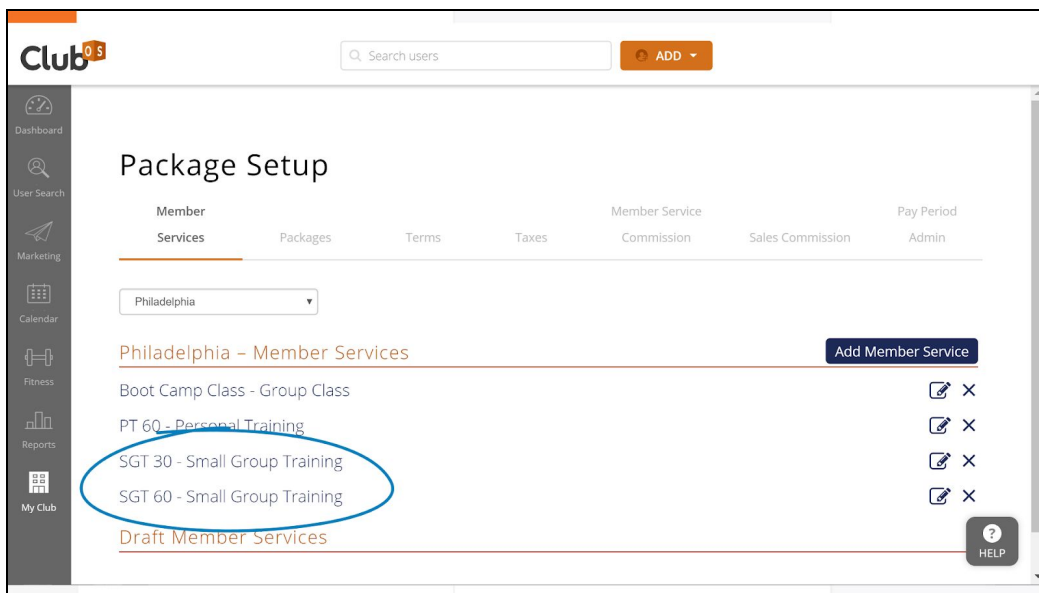 Club OS
Search users
ADD
Dashboard
User Search
Marketing
Calendar
Fitness
Reports
My Club
Package Setup
Member Services
Packages
Terms
Taxes
Member Service Commission
Sales Commission
Pay Period Admin
Philadelphia
Philadelphia – Member Services
Add Member Service
Boot Camp Class - Group Class
PT 60 - Personal Training
SGT 30 - Small Group Training
SGT 60 - Small Group Training
Draft Member Services
?
HELP